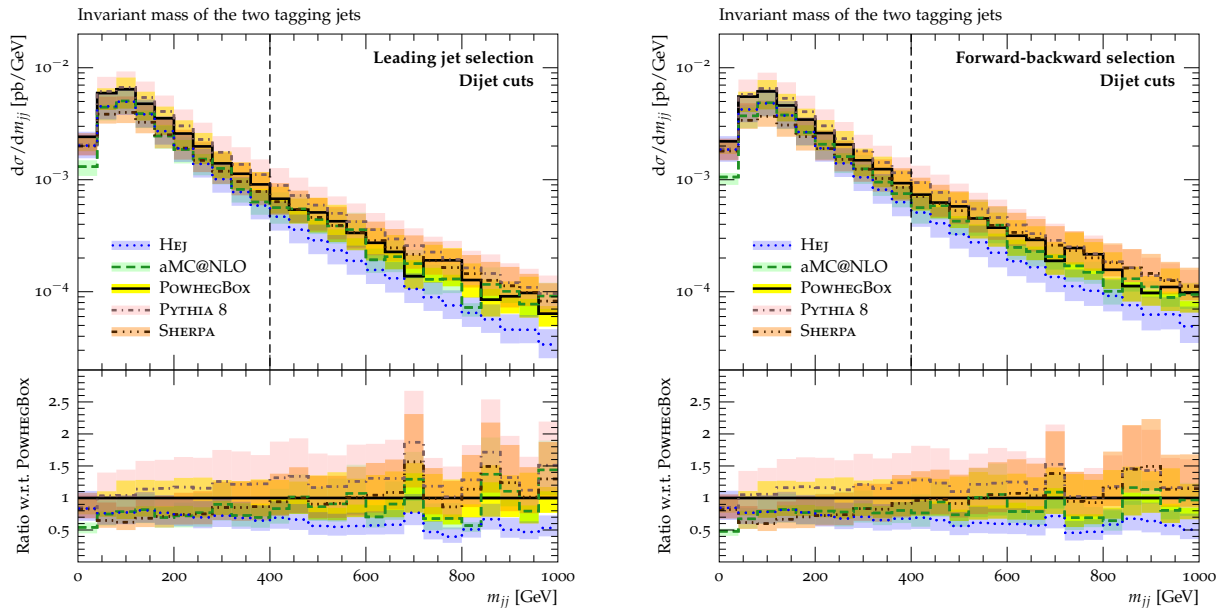 Invariant mass of the two tagging jets
Leading jet selection
Dijet cuts
dσ/dm_jj [pb/GeV]
10⁻²
10⁻³
10⁻⁴
HEJ
aMC@NLO
POWHEGBOX
PYTHIA 8
SHERPA
Ratio w.r.t. POWHEGBOX
2.5
2
1.5
1
0.5
0 200 400 600 800 1000
m_jj [GeV]
Invariant mass of the two tagging jets
Forward-backward selection
Dijet cuts
dσ/dm_jj [pb/GeV]
10⁻²
10⁻³
10⁻⁴
HEJ
aMC@NLO
POWHEGBOX
PYTHIA 8
SHERPA
Ratio w.r.t. POWHEGBOX
2.5
2
1.5
1
0.5
0 200 400 600 800 1000
m_jj [GeV]